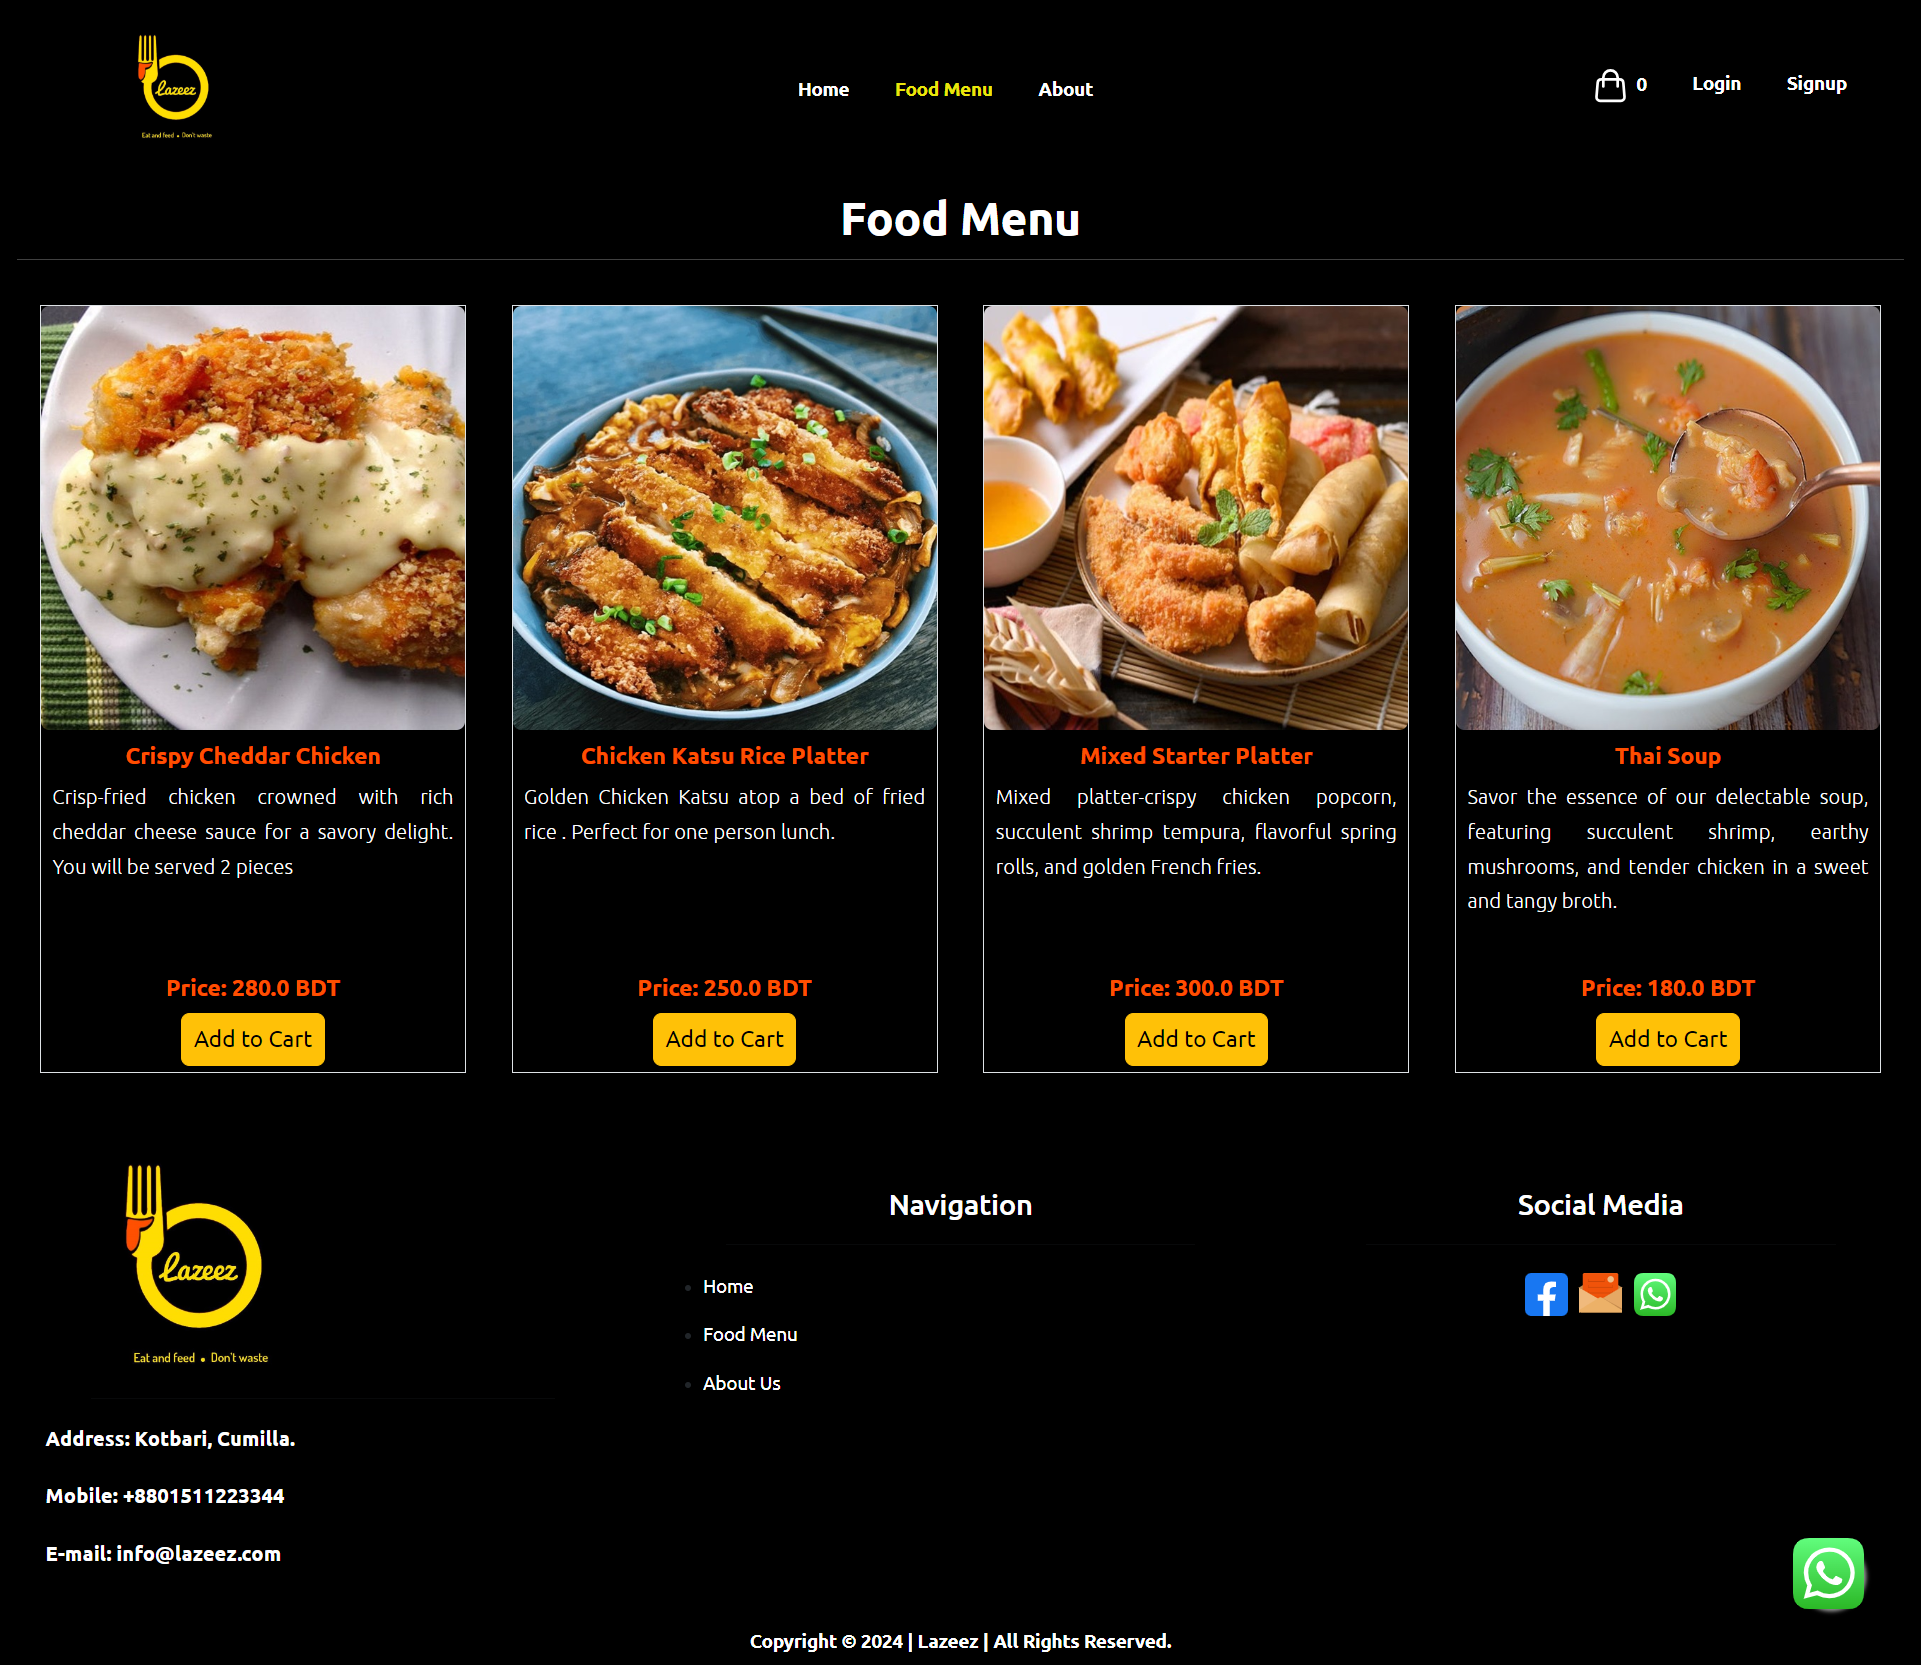 Lazeez
Eat and feed • Don't waste
Home
Food Menu
About
0
Login
Signup
Food Menu
Crispy Cheddar Chicken
Crisp-fried chicken crowned with rich
cheddar cheese sauce for a savory delight.
You will be served 2 pieces
Price: 280.0 BDT
Add to Cart
Chicken Katsu Rice Platter
Golden Chicken Katsu atop a bed of fried
rice . Perfect for one person lunch.
Price: 250.0 BDT
Add to Cart
Mixed Starter Platter
Mixed platter-crispy chicken popcorn,
succulent shrimp tempura, flavorful spring
rolls, and golden French fries.
Price: 300.0 BDT
Add to Cart
Thai Soup
Savor the essence of our delectable soup,
featuring succulent shrimp, earthy
mushrooms, and tender chicken in a sweet
and tangy broth.
Price: 180.0 BDT
Add to Cart
Lazeez
Eat and feed • Don't waste
Address: Kotbari, Cumilla.
Mobile: +8801511223344
E-mail: info@lazeez.com
Navigation
Home
Food Menu
About Us
Social Media
Copyright © 2024 | Lazeez | All Rights Reserved.